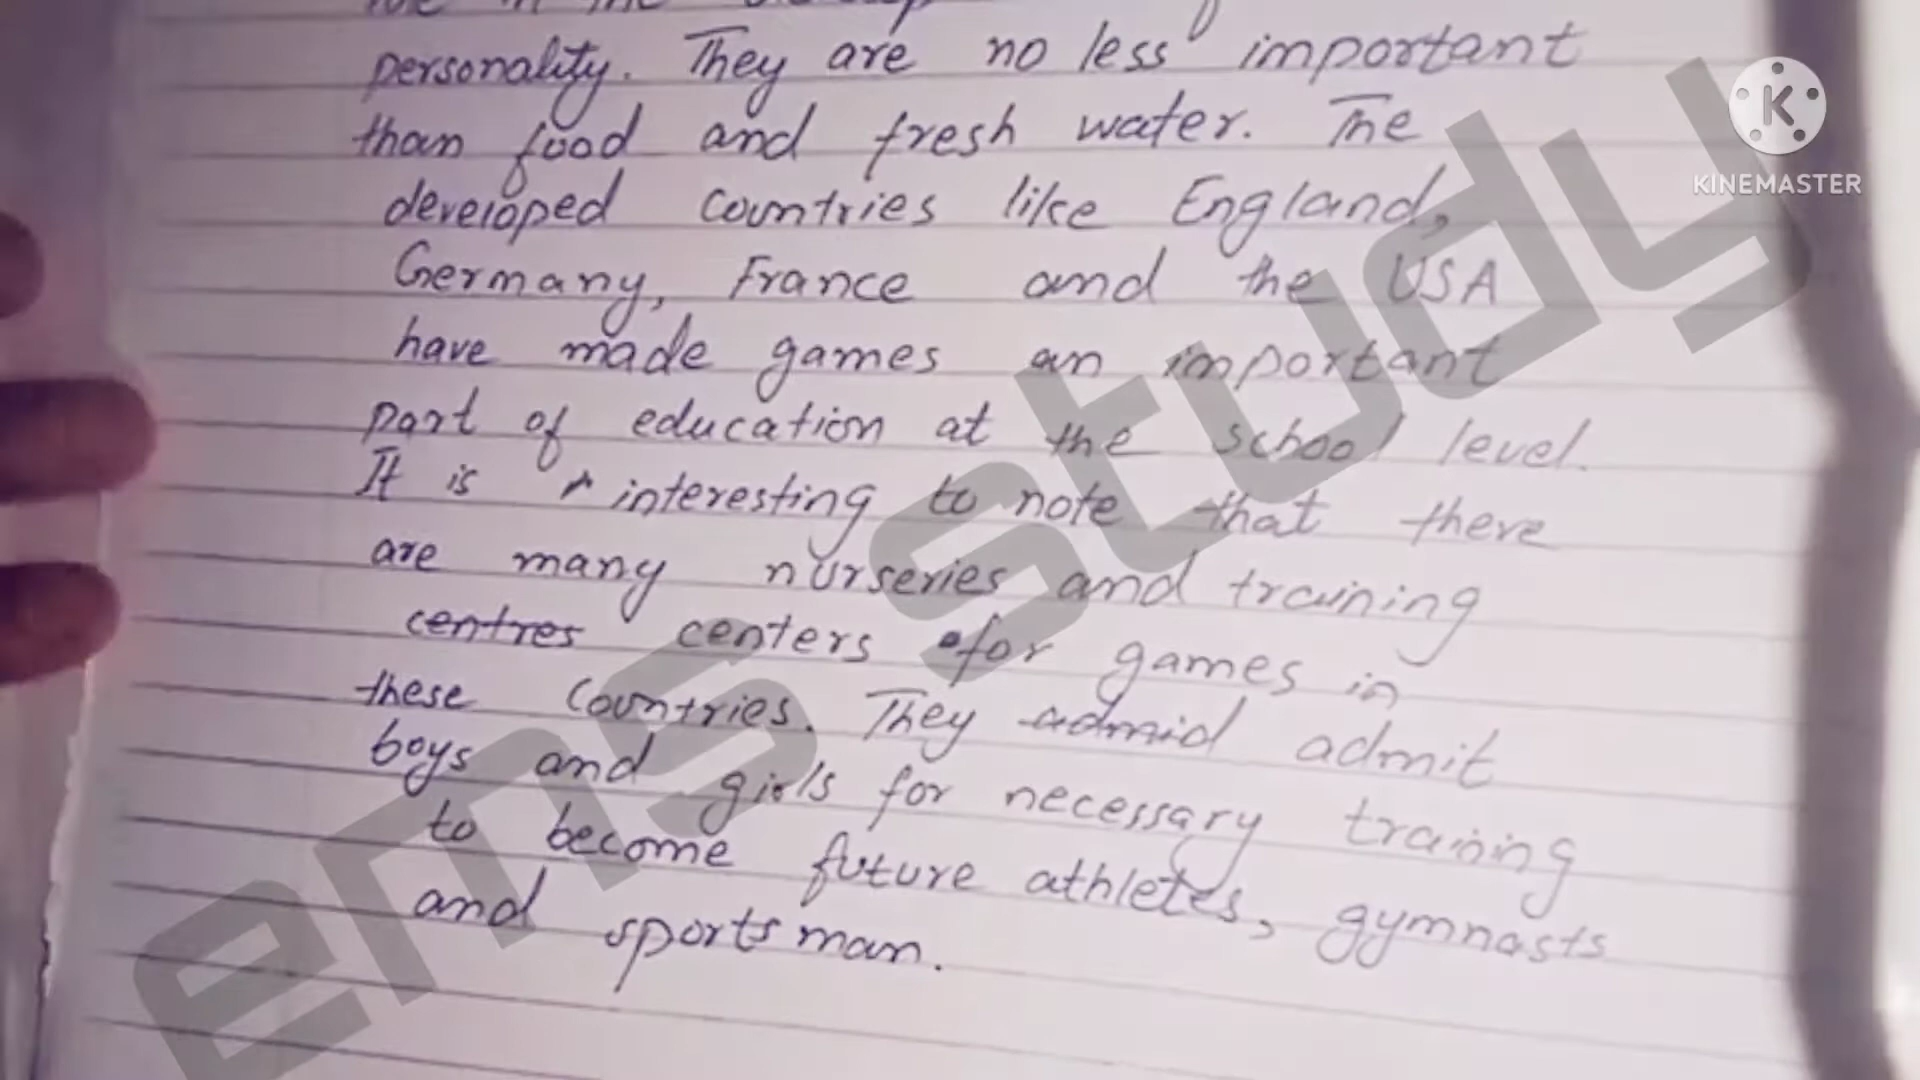 personality. They are no less important
than food and fresh water. The
developed countries like England,
Germany, France and the USA
have made games an important
part of education at the school level.
It is interesting to note that there
are many nurseries and training
centres centers for games in
these countries. They admid admit
boys and girls for necessary training
to become future athletes, gymnasts
and sportsman.
K
KINEMASTER
ems study